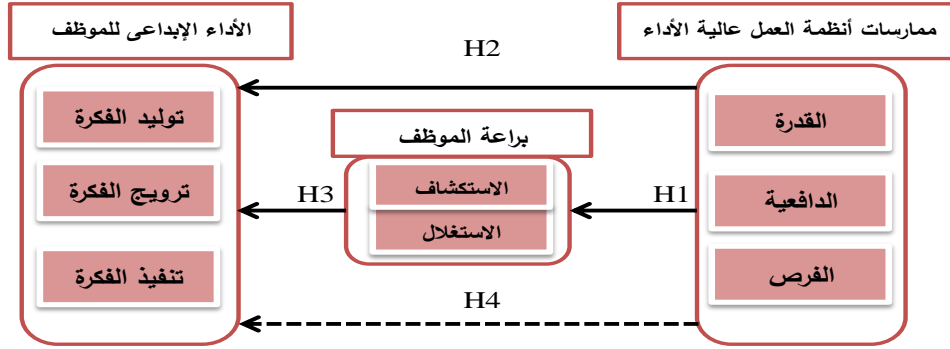 ممارسات أنظمة العمل عالية الأداء
القدرة
الدافعية
الفرص
H2
براعة الموظف
الاستكشاف
الاستغلال
H1
H3
H4
الأداء الإبداعى للموظف
توليد الفكرة
ترويج الفكرة
تنفيذ الفكرة